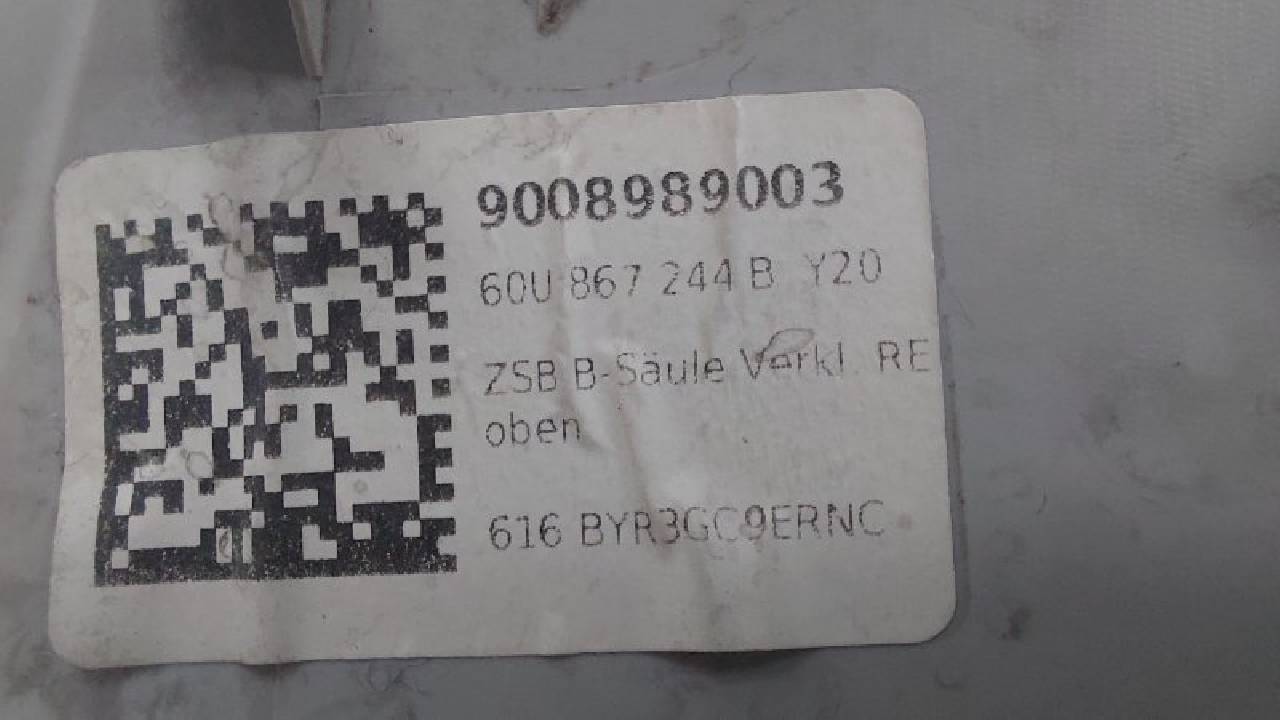 9008989003
60U 867 244 B Y20
ZSB B-Säule Verkl. RE
oben
616 BYR3GC9ERNC